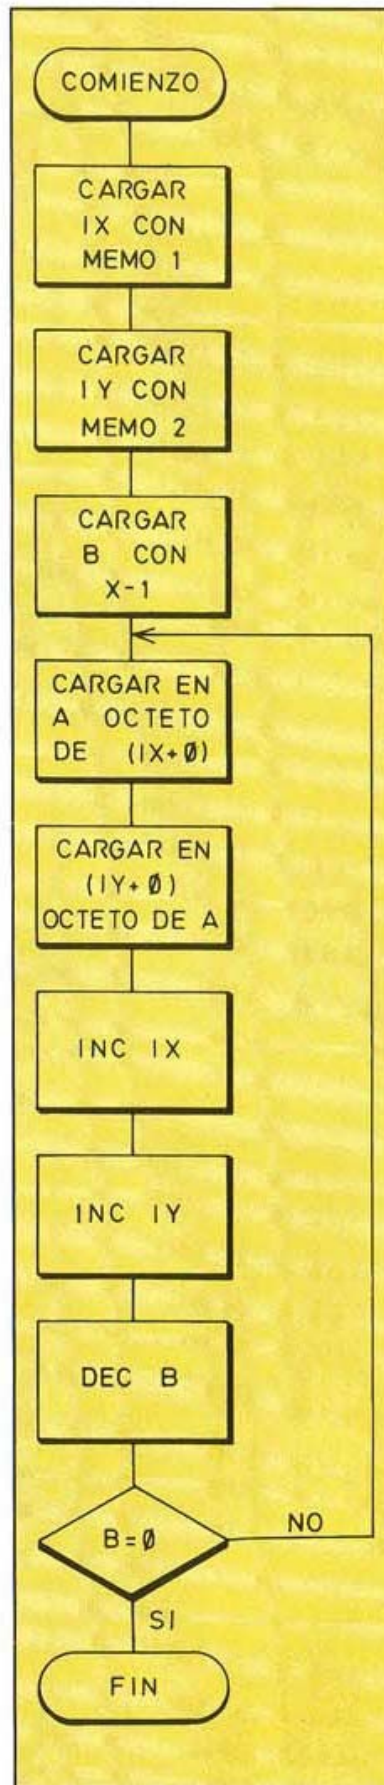 COMIENZO
CARGAR
IX CON
MEMO 1
CARGAR
IY CON
MEMO 2
CARGAR
B CON
X-1
CARGAR EN
A OCTETO
DE (IX+Ø)
CARGAR EN
(IY+Ø)
OCTETO DE A
INC IX
INC IY
DEC B
B=Ø
NO
SI
FIN